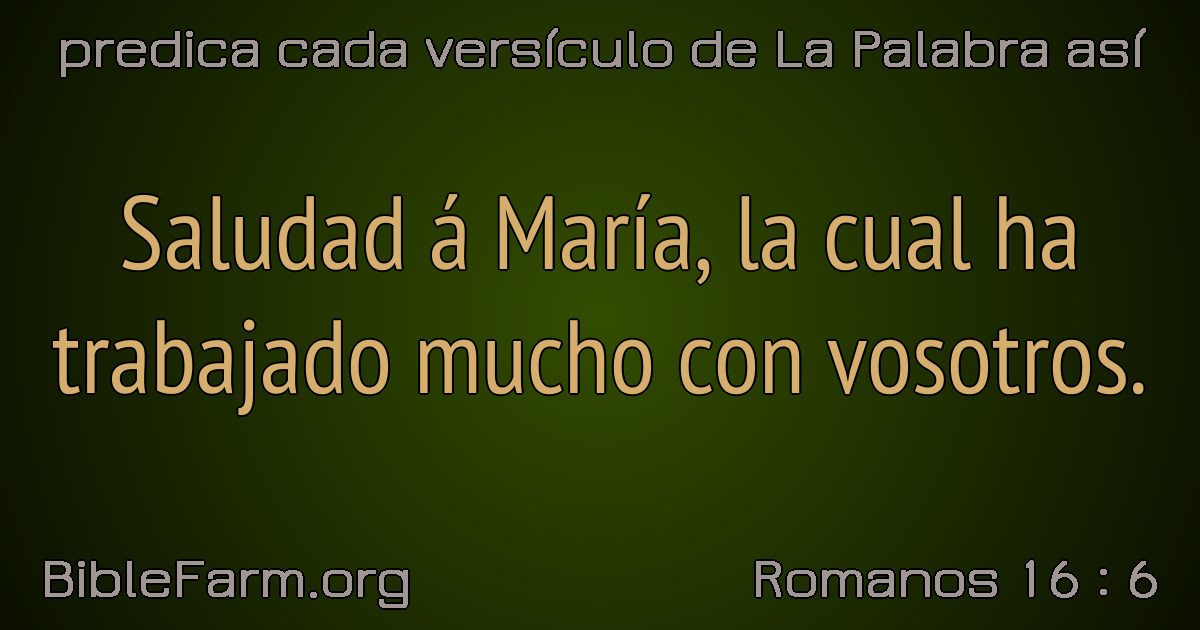 predica cada versículo de La Palabra así
Saludad á María, la cual ha
trabajado mucho con vosotros.
BibleFarm.org
Romanos 16 : 6